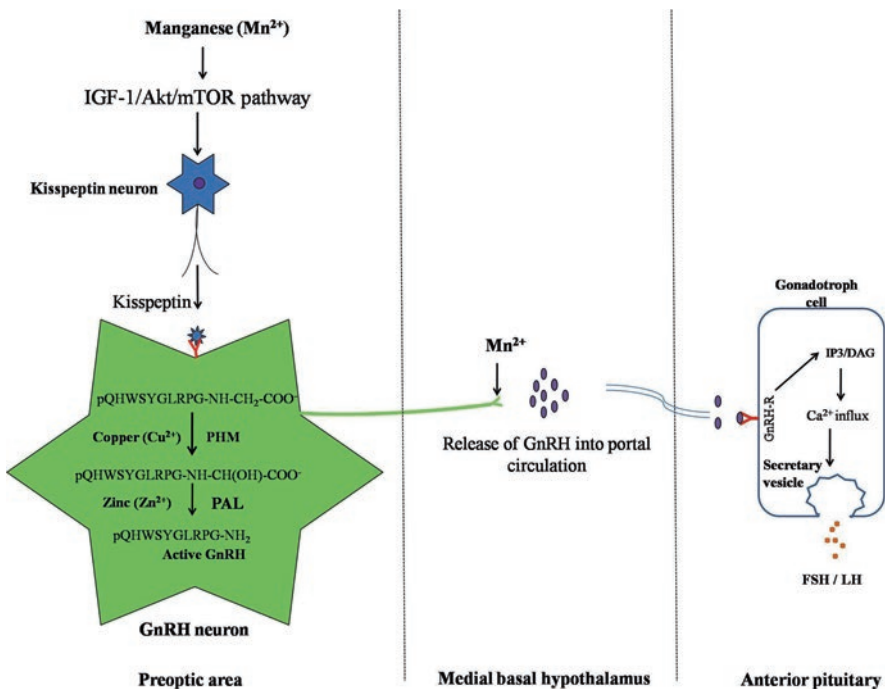 Manganese (Mn²⁺)
IGF-1/Akt/mTOR pathway
Kisspeptin neuron
Kisspeptin
pQHWSYGLRPG-NH-CH₂-COO⁻
Copper (Cu²⁺) PHM
pQHWSYGLRPG-NH-CH(OH)-COO⁻
Zinc (Zn²⁺) PAL
pQHWSYGLRPG-NH₂
Active GnRH
GnRH neuron
Preoptic area
Mn²⁺
Release of GnRH into portal
circulation
Medial basal hypothalamus
Gonadotroph
cell
GnRH-R
IP3/DAG
Ca²⁺ influx
Secretary
vesicle
FSH / LH
Anterior pituitary